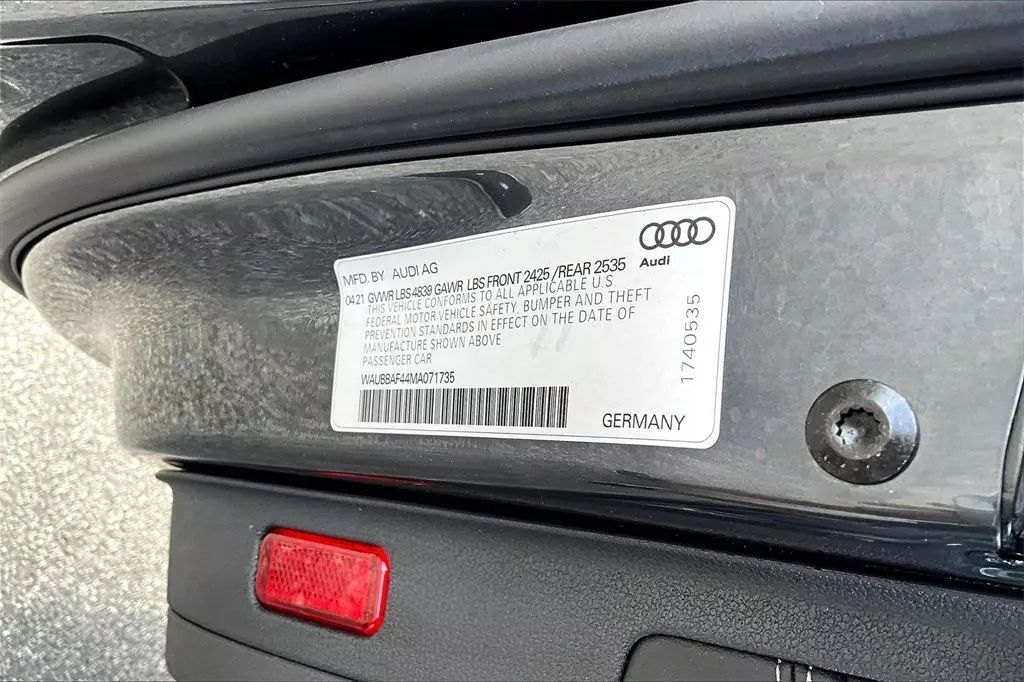 MFD. BY AUDI AG
Audi
04 21 GVWR LBS 4839 GAWR LBS FRONT 2425 /REAR 2535
THIS VEHICLE CONFORMS TO ALL APPLICABLE U.S
FEDERAL MOTOR VEHICLE SAFETY, BUMPER AND THEFT
PREVENTION STANDARDS IN EFFECT ON THE DATE OF
MANUFACTURE SHOWN ABOVE
PASSENGER CAR
WAUBBAF44MA071735
GERMANY
1740535